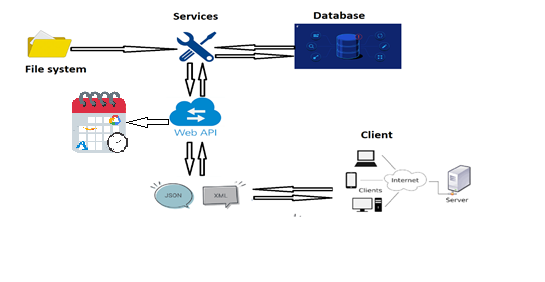 Services
Database
File system
Web API
Client
JSON
XML
Internet
Clients
Server